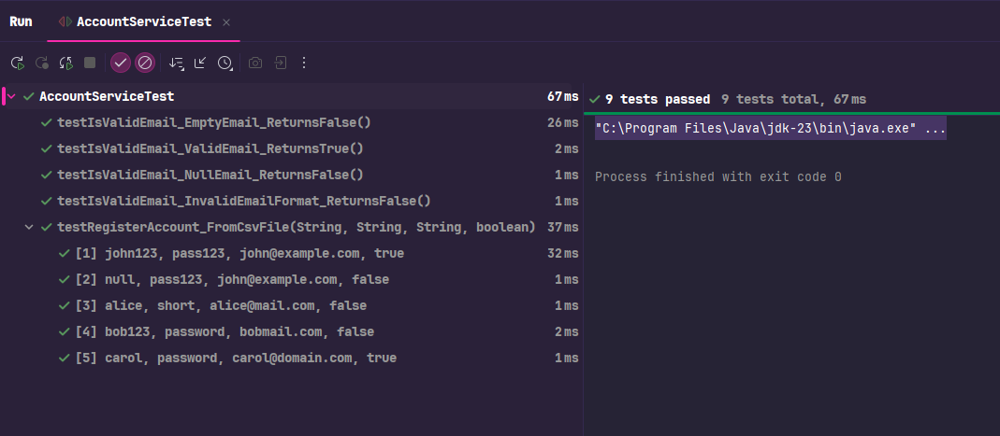 Run AccountServiceTest
AccountServiceTest 67 ms
testIsValidEmail_EmptyEmail_ReturnsFalse() 26 ms
testIsValidEmail_ValidEmail_ReturnsTrue() 2 ms
testIsValidEmail_NullEmail_ReturnsFalse() 1 ms
testIsValidEmail_InvalidEmailFormat_ReturnsFalse() 1 ms
testRegisterAccount_FromCsvFile(String, String, String, boolean) 37 ms
[1] john123, pass123, john@example.com, true 32 ms
[2] null, pass123, john@example.com, false 1 ms
[3] alice, short, alice@mail.com, false 1 ms
[4] bob123, password, bobmail.com, false 2 ms
[5] carol, password, carol@domain.com, true 1 ms
9 tests passed 9 tests total, 67 ms
"C:\Program Files\Java\jdk-23\bin\java.exe" ...
Process finished with exit code 0